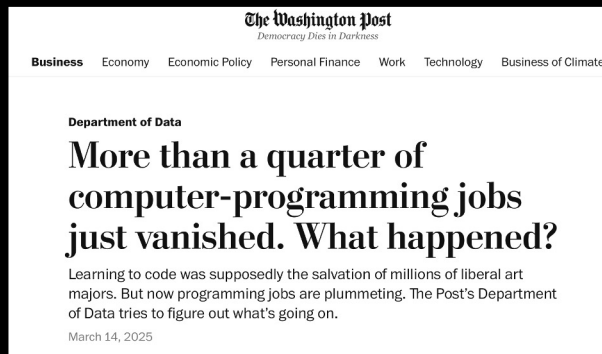 The Washington Post
Democracy Dies in Darkness
Business Economy Economic Policy Personal Finance Work Technology Business of Climate
Department of Data
More than a quarter of
computer-programming jobs
just vanished. What happened?
Learning to code was supposedly the salvation of millions of liberal art
majors. But now programming jobs are plummeting. The Post’s Department
of Data tries to figure out what’s going on.
March 14, 2025